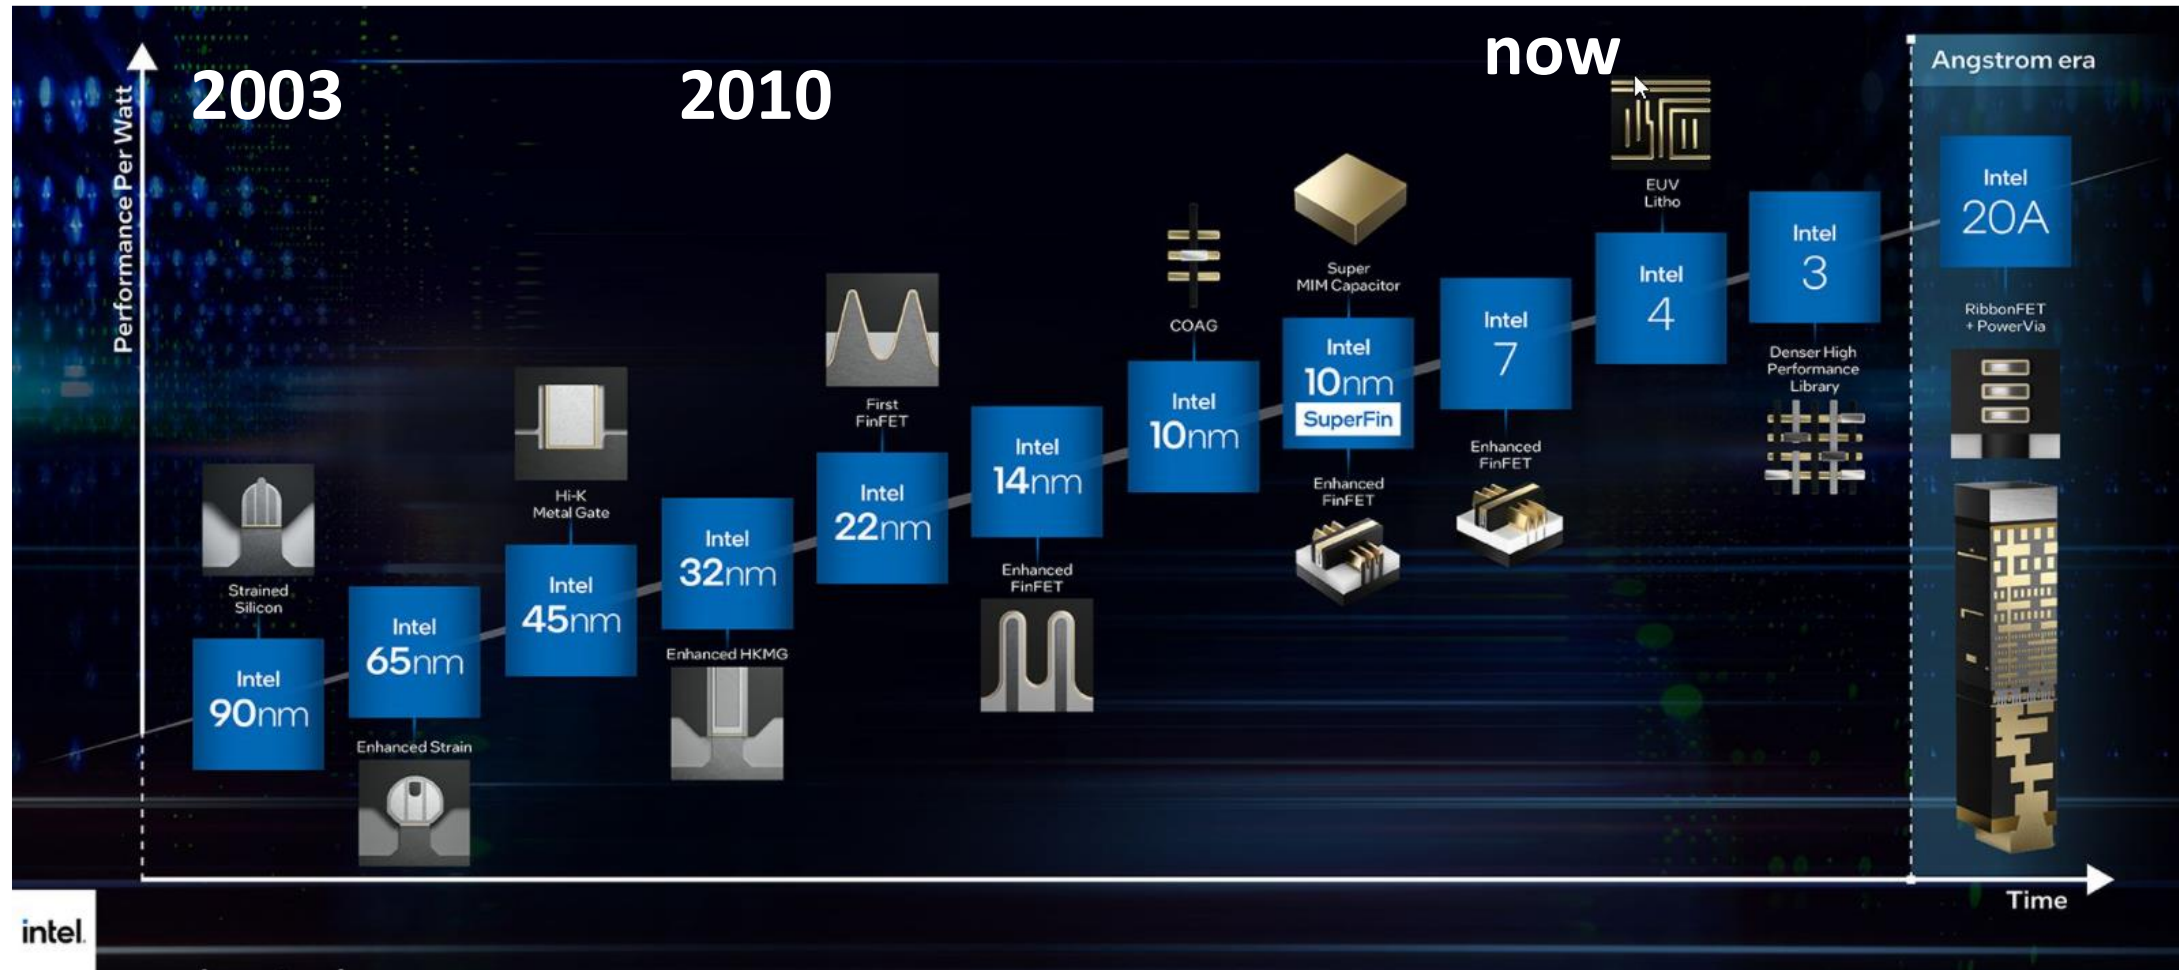 2003
2010
now
Angstrom era
Performance Per Watt
Strained
Silicon
Intel
90nm
Intel
65nm
Enhanced Strain
Hi-K
Metal Gate
Intel
45nm
Intel
32nm
Enhanced HKMG
First
FinFET
Intel
22nm
Intel
14nm
Enhanced
FinFET
COAG
Intel
10nm
Super
MIM Capacitor
Intel
10nm
SuperFin
Enhanced
FinFET
Intel
7
Enhanced
FinFET
EUV
Litho
Intel
4
Intel
3
Denser High
Performance
Library
Intel
20A
RibbonFET
+ PowerVia
Time
intel.